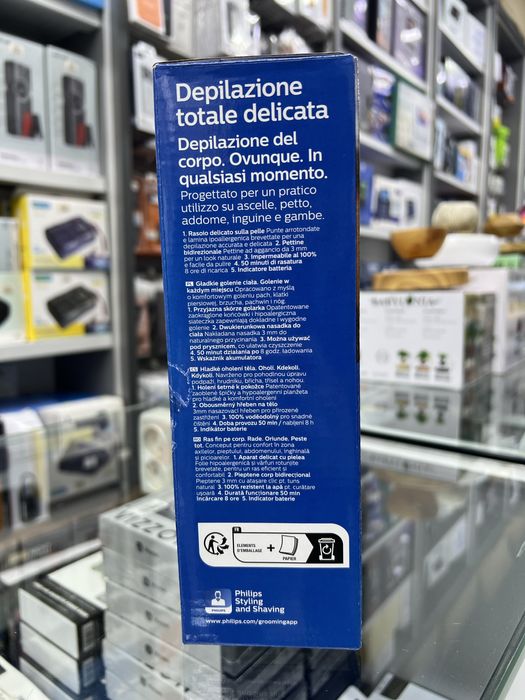 Depilazione
totale delicata
Depilazione del
corpo. Ovunque. In
qualsiasi momento.
Progettato per un pratico
utilizzo su ascelle, petto,
addome, inguine e gambe.
1. Rasoio delicato sulla pelle Punte arrotondate
e lamina ipoallergenica brevettate per una
depilazione accurata e delicata 2. Pettine
bidirezionale Pettine ad aggancio da 3 mm
per un look naturale 3. Impermeabile al 100%
e facile da pulire 4. 50 minuti di rasatura
8 ore di ricarica 5. Indicatore batteria
PL Gładkie golenie ciała. Golenie w
każdym miejscu Opracowano z myślą
o komfortowym goleniu pach, klatki
piersiowej, brzucha, pachwin i nóg
1. Przyjazna skórze golarka Opatentowane
zaokrąglone końcówki i hipoalergiczna
siateczka zapewniają dokładne i wygodne
golenie 2. Dwukierunkowa nasadka do
ciała Nakładana nasadka 3 mm do
naturalnego przycinania 3. Można używać
pod prysznicem, co ułatwia czyszczenie
4. 50 minut działania po 8 godz. ładowania
5. Wskaźnik akumulatora
Hladké oholení těla. Oholí. Kdekoli.
Kdykoli. Navrženo pro pohodlnou úpravu
podpaží, hrudníku, břicha, třísel a nohou
1. Holení šetrné k pokožce Patentované
zaoblené špičky a hypoalergenní planžeta
pro hladké a komfortní oholení
2. Obousměrný hřeben na tělo
3mm nasazovací hřeben pro přirozené
zastřižení 3. 100% voděodolný pro snadné
čištění 4. Doba provozu 50 min / nabíjení 8 h
5. Indikátor baterie
RO Ras fin pe corp. Rade. Oriunde. Peste
tot. Conceput pentru confort în zona
axilelor, pieptului, abdomenului, inghinală
și picioarelor. 1. Aparat delicat cu pielea
Folie hipoalergenică și vârfuri rotunjite
brevetate, pentru un ras eficient și
confortabil 2. Pieptene corp bidirecțional
Pieptene 3 mm cu atașare clic pt. tuns
natural 3. 100% rezistent la apă pt. curățare
ușoară 4. Durată funcționare 50 min
Încărcare 8 ore 5. Indicator baterie
FR
ELEMENTS
D'EMBALLAGE
+
PAPIER
PHILIPS
Philips
Styling
and Shaving
www.philips.com/groomingapp